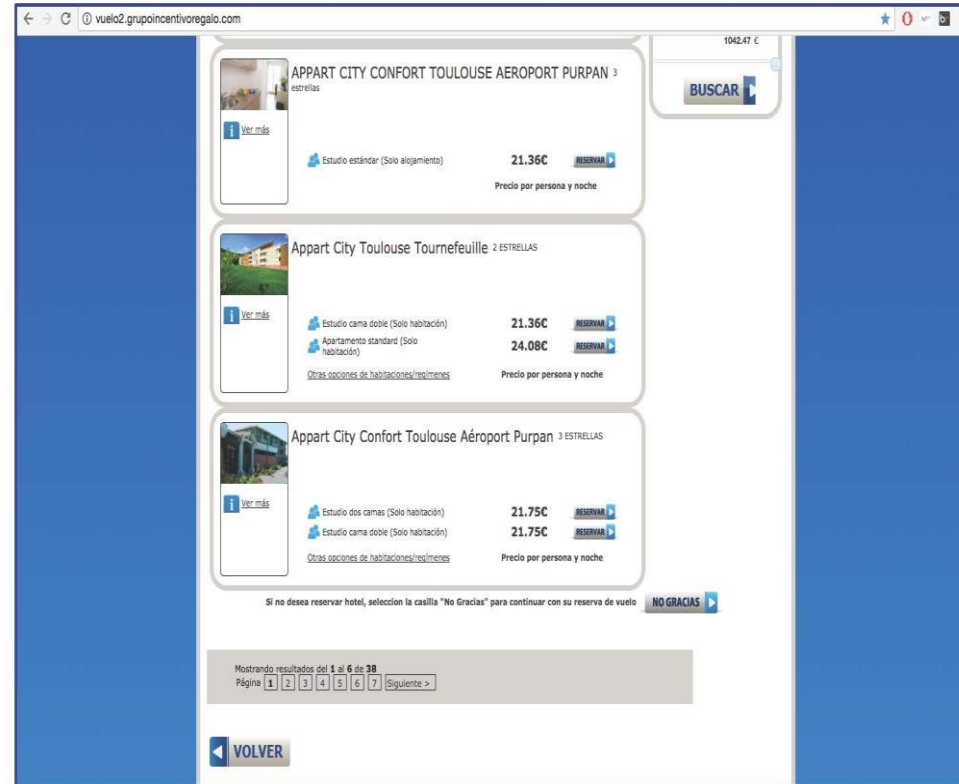 vuelo2.grupoincentivoregalo.com
1042.47 €
BUSCAR
APPART CITY CONFORT TOULOUSE AEROPORT PURPAN 3
estrellas
Ver más
Estudio estándar (Solo alojamiento) 21.36€ RESERVAR
Precio por persona y noche
Appart City Toulouse Tournefeuille 2 ESTRELLAS
Ver más
Estudio cama doble (Solo habitación) 21.36€ RESERVAR
Apartamento standard (Solo
habitación) 24.08€ RESERVAR
Otras opciones de habitaciones/regímenes Precio por persona y noche
Appart City Confort Toulouse Aéroport Purpan 3 ESTRELLAS
Ver más
Estudio dos camas (Solo habitación) 21.75€ RESERVAR
Estudio cama doble (Solo habitación) 21.75€ RESERVAR
Otras opciones de habitaciones/regímenes Precio por persona y noche
Si no desea reservar hotel, seleccion la casilla "No Gracias" para continuar con su reserva de vuelo NO GRACIAS
Mostrando resultados del 1 al 6 de 38
Página 1 2 3 4 5 6 7 Siguiente >
VOLVER